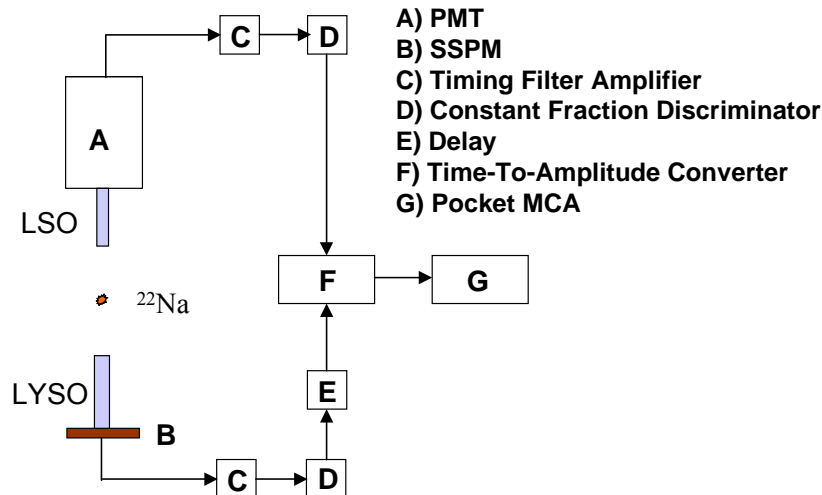 A) PMT
B) SSPM
C) Timing Filter Amplifier
D) Constant Fraction Discriminator
E) Delay
F) Time-To-Amplitude Converter
G) Pocket MCA
C
D
A
LSO
F
G
²²Na
LYSO
E
B
C
D